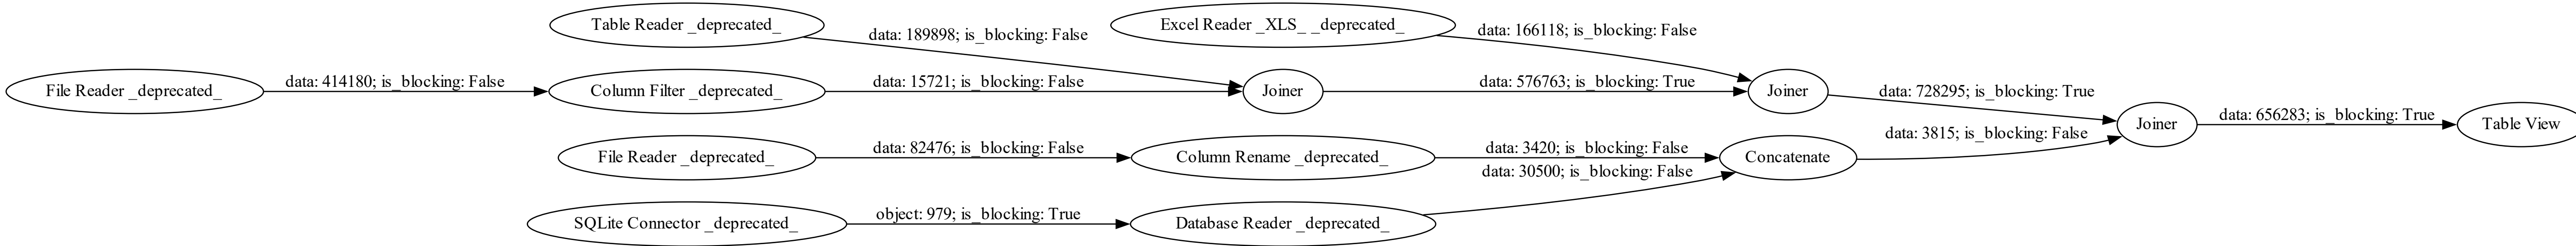 Table Reader _deprecated_
data: 189898; is_blocking: False
Excel Reader _XLS_ _deprecated_
data: 166118; is_blocking: False
File Reader _deprecated_
data: 414180; is_blocking: False
Column Filter _deprecated_
data: 15721; is_blocking: False
Joiner
data: 576763; is_blocking: True
Joiner
data: 728295; is_blocking: True
File Reader _deprecated_
data: 82476; is_blocking: False
Column Rename _deprecated_
data: 3420; is_blocking: False
Concatenate
data: 3815; is_blocking: False
Joiner
data: 656283; is_blocking: True
Table View
SQLite Connector _deprecated_
object: 979; is_blocking: True
Database Reader _deprecated_
data: 30500; is_blocking: False